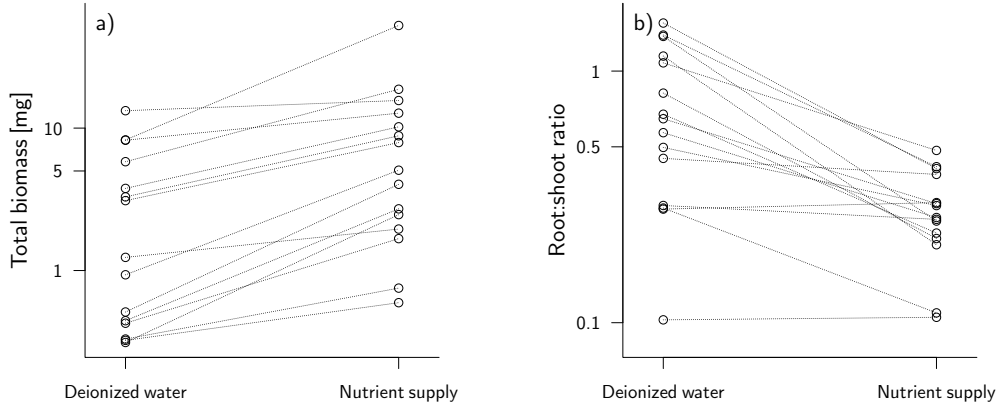 a)
Total biomass [mg]
10
5
1
Deionized water
Nutrient supply
b)
Root:shoot ratio
1
0.5
0.1
Deionized water
Nutrient supply